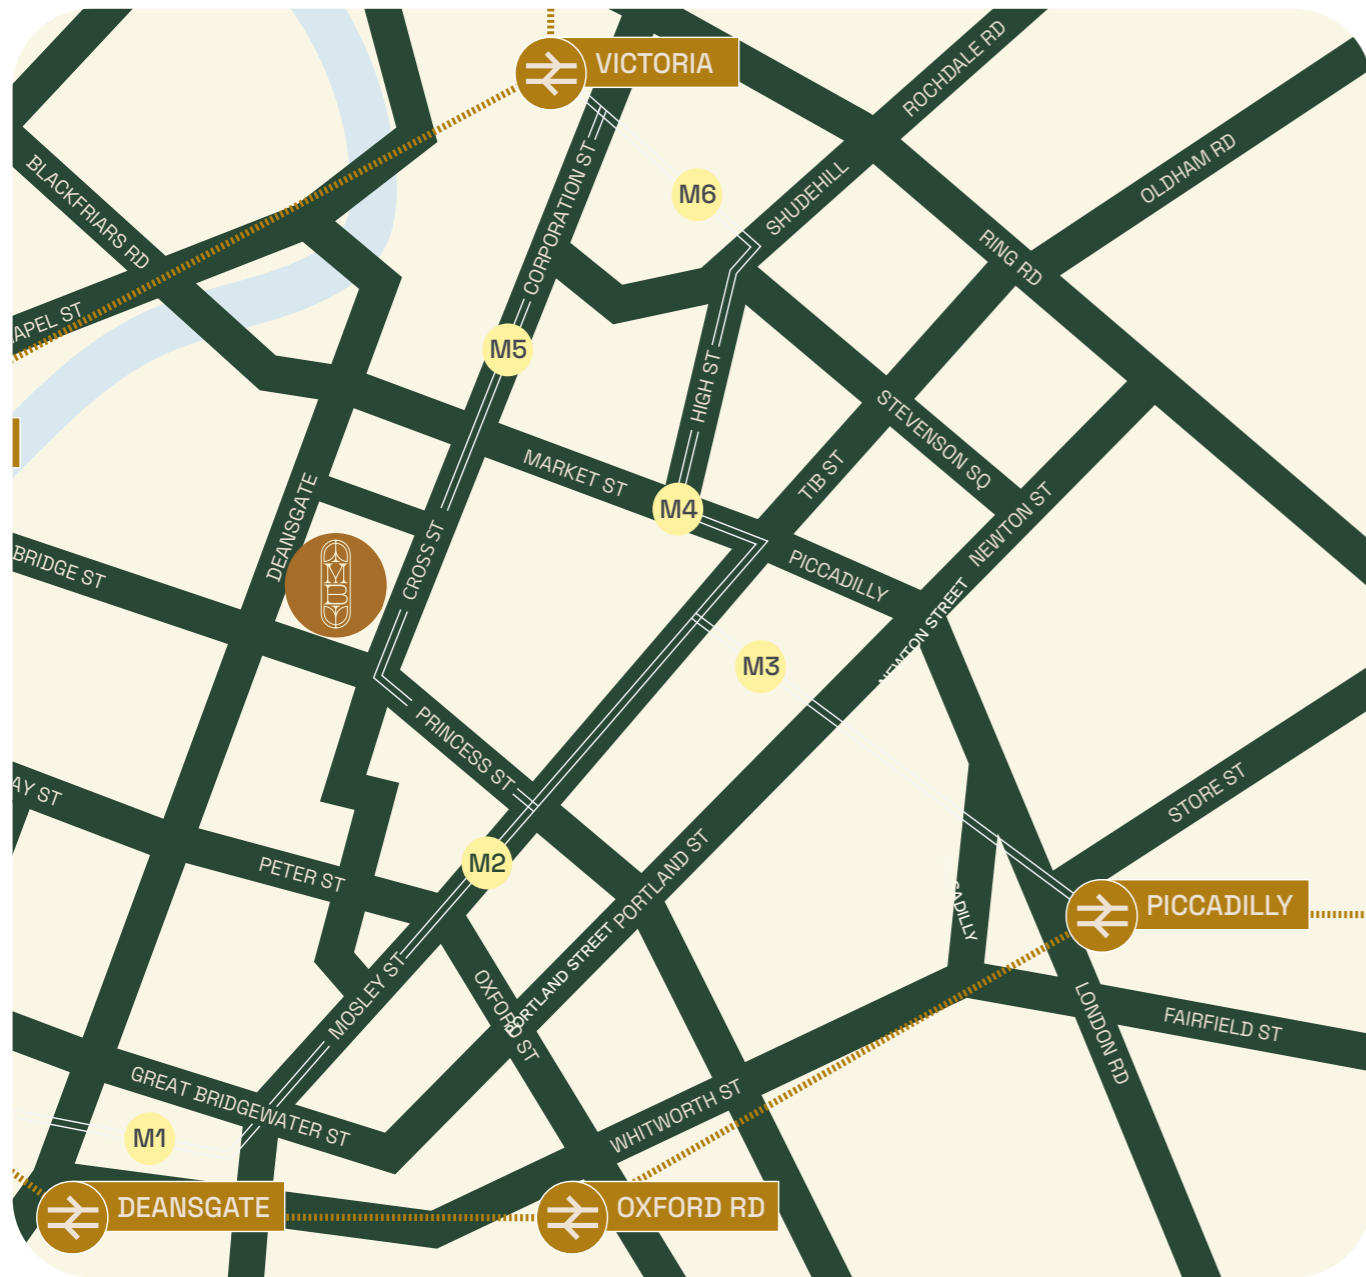 VICTORIA
ROCHDALE RD
OLDHAM RD
BLACKFRIARS RD
CORPORATION ST
M6
SHUDEHILL
RING RD
APEL ST
M5
HIGH ST
STEVENSON SQ
MARKET ST
TIB ST
M4
NEWTON ST
DEANSGATE
CROSS ST
BRIDGE ST
MBY
PICCADILLY
NEWTON STREET
M3
PRINCESS ST
AY ST
STORE ST
PETER ST
M2
PORTLAND ST
PORTLAND STREET
ADILLY
PICCADILLY
MOSLEY ST
OXFORD ST
LONDON RD
FAIRFIELD ST
GREAT BRIDGEWATER ST
WHITWORTH ST
M1
DEANSGATE
OXFORD RD